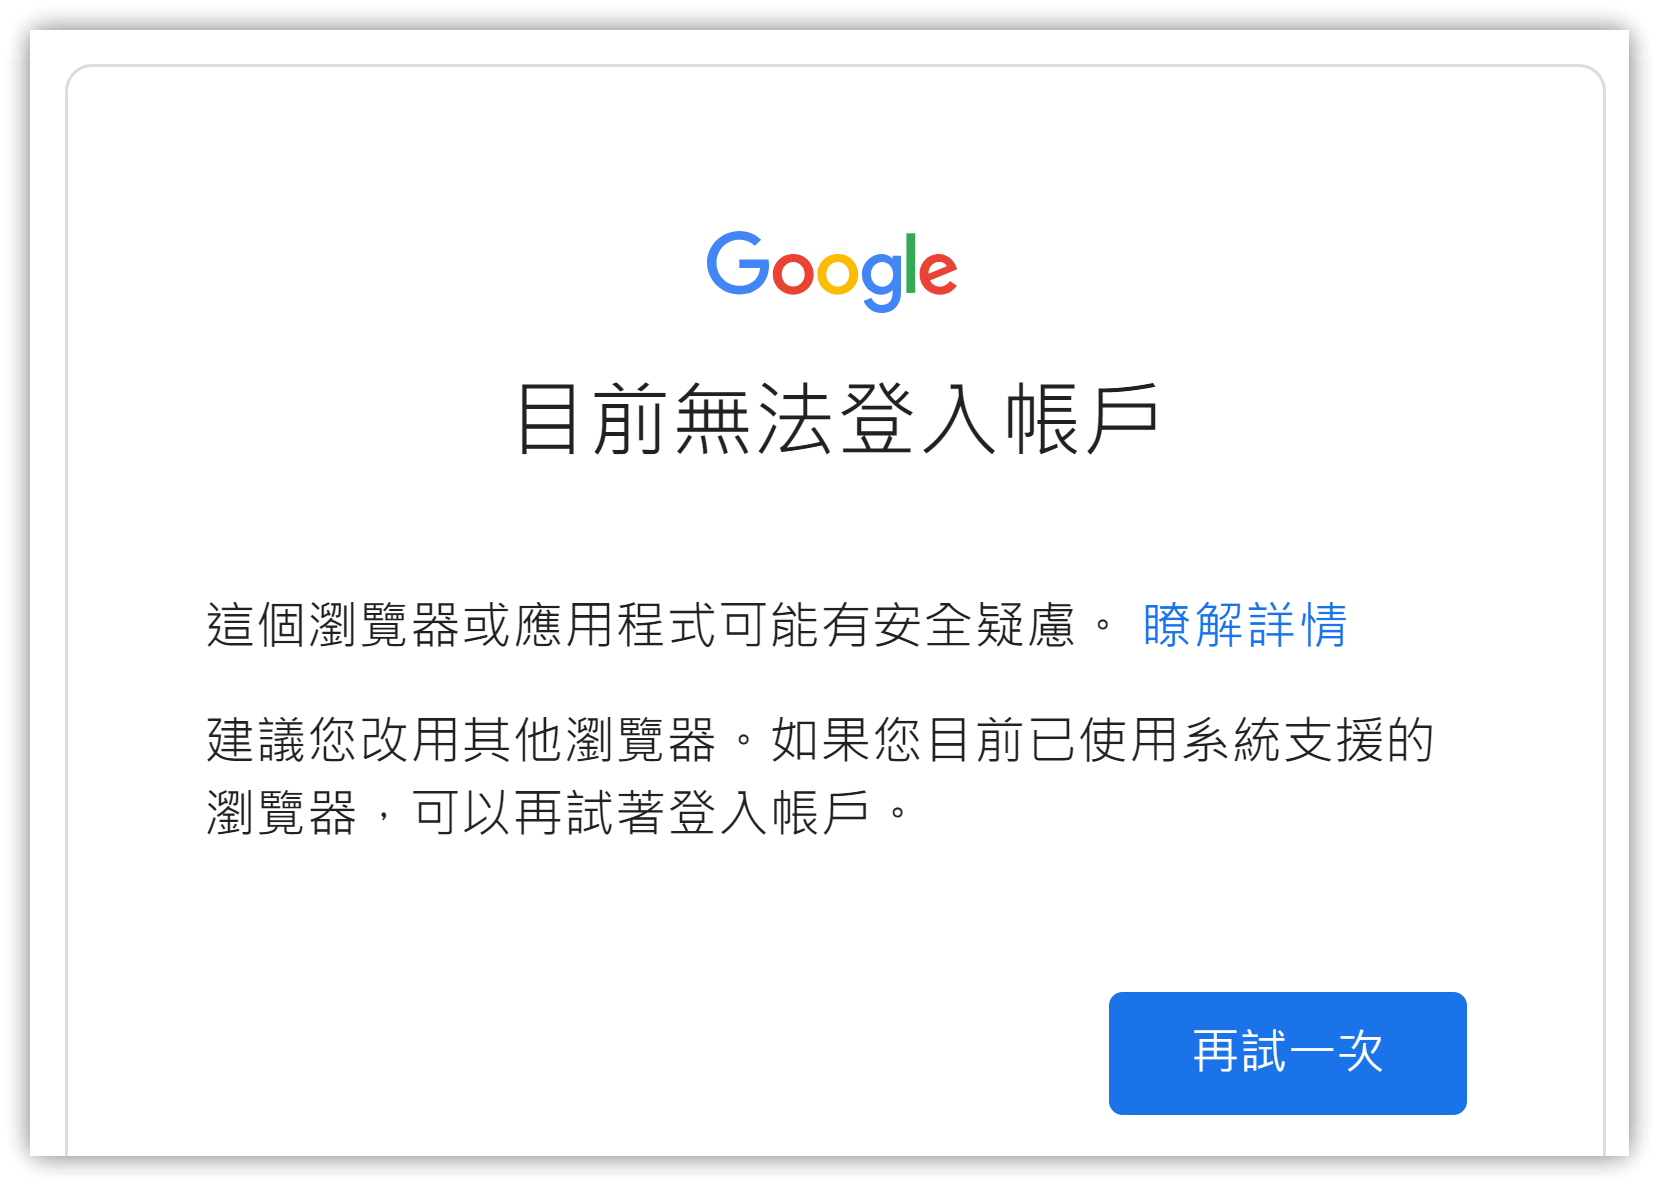 Google
目前無法登入帳戶
這個瀏覽器或應用程式可能有安全疑慮。 瞭解詳情
建議您改用其他瀏覽器。如果您目前已使用系統支援的
瀏覽器，可以再試著登入帳戶。
再試一次